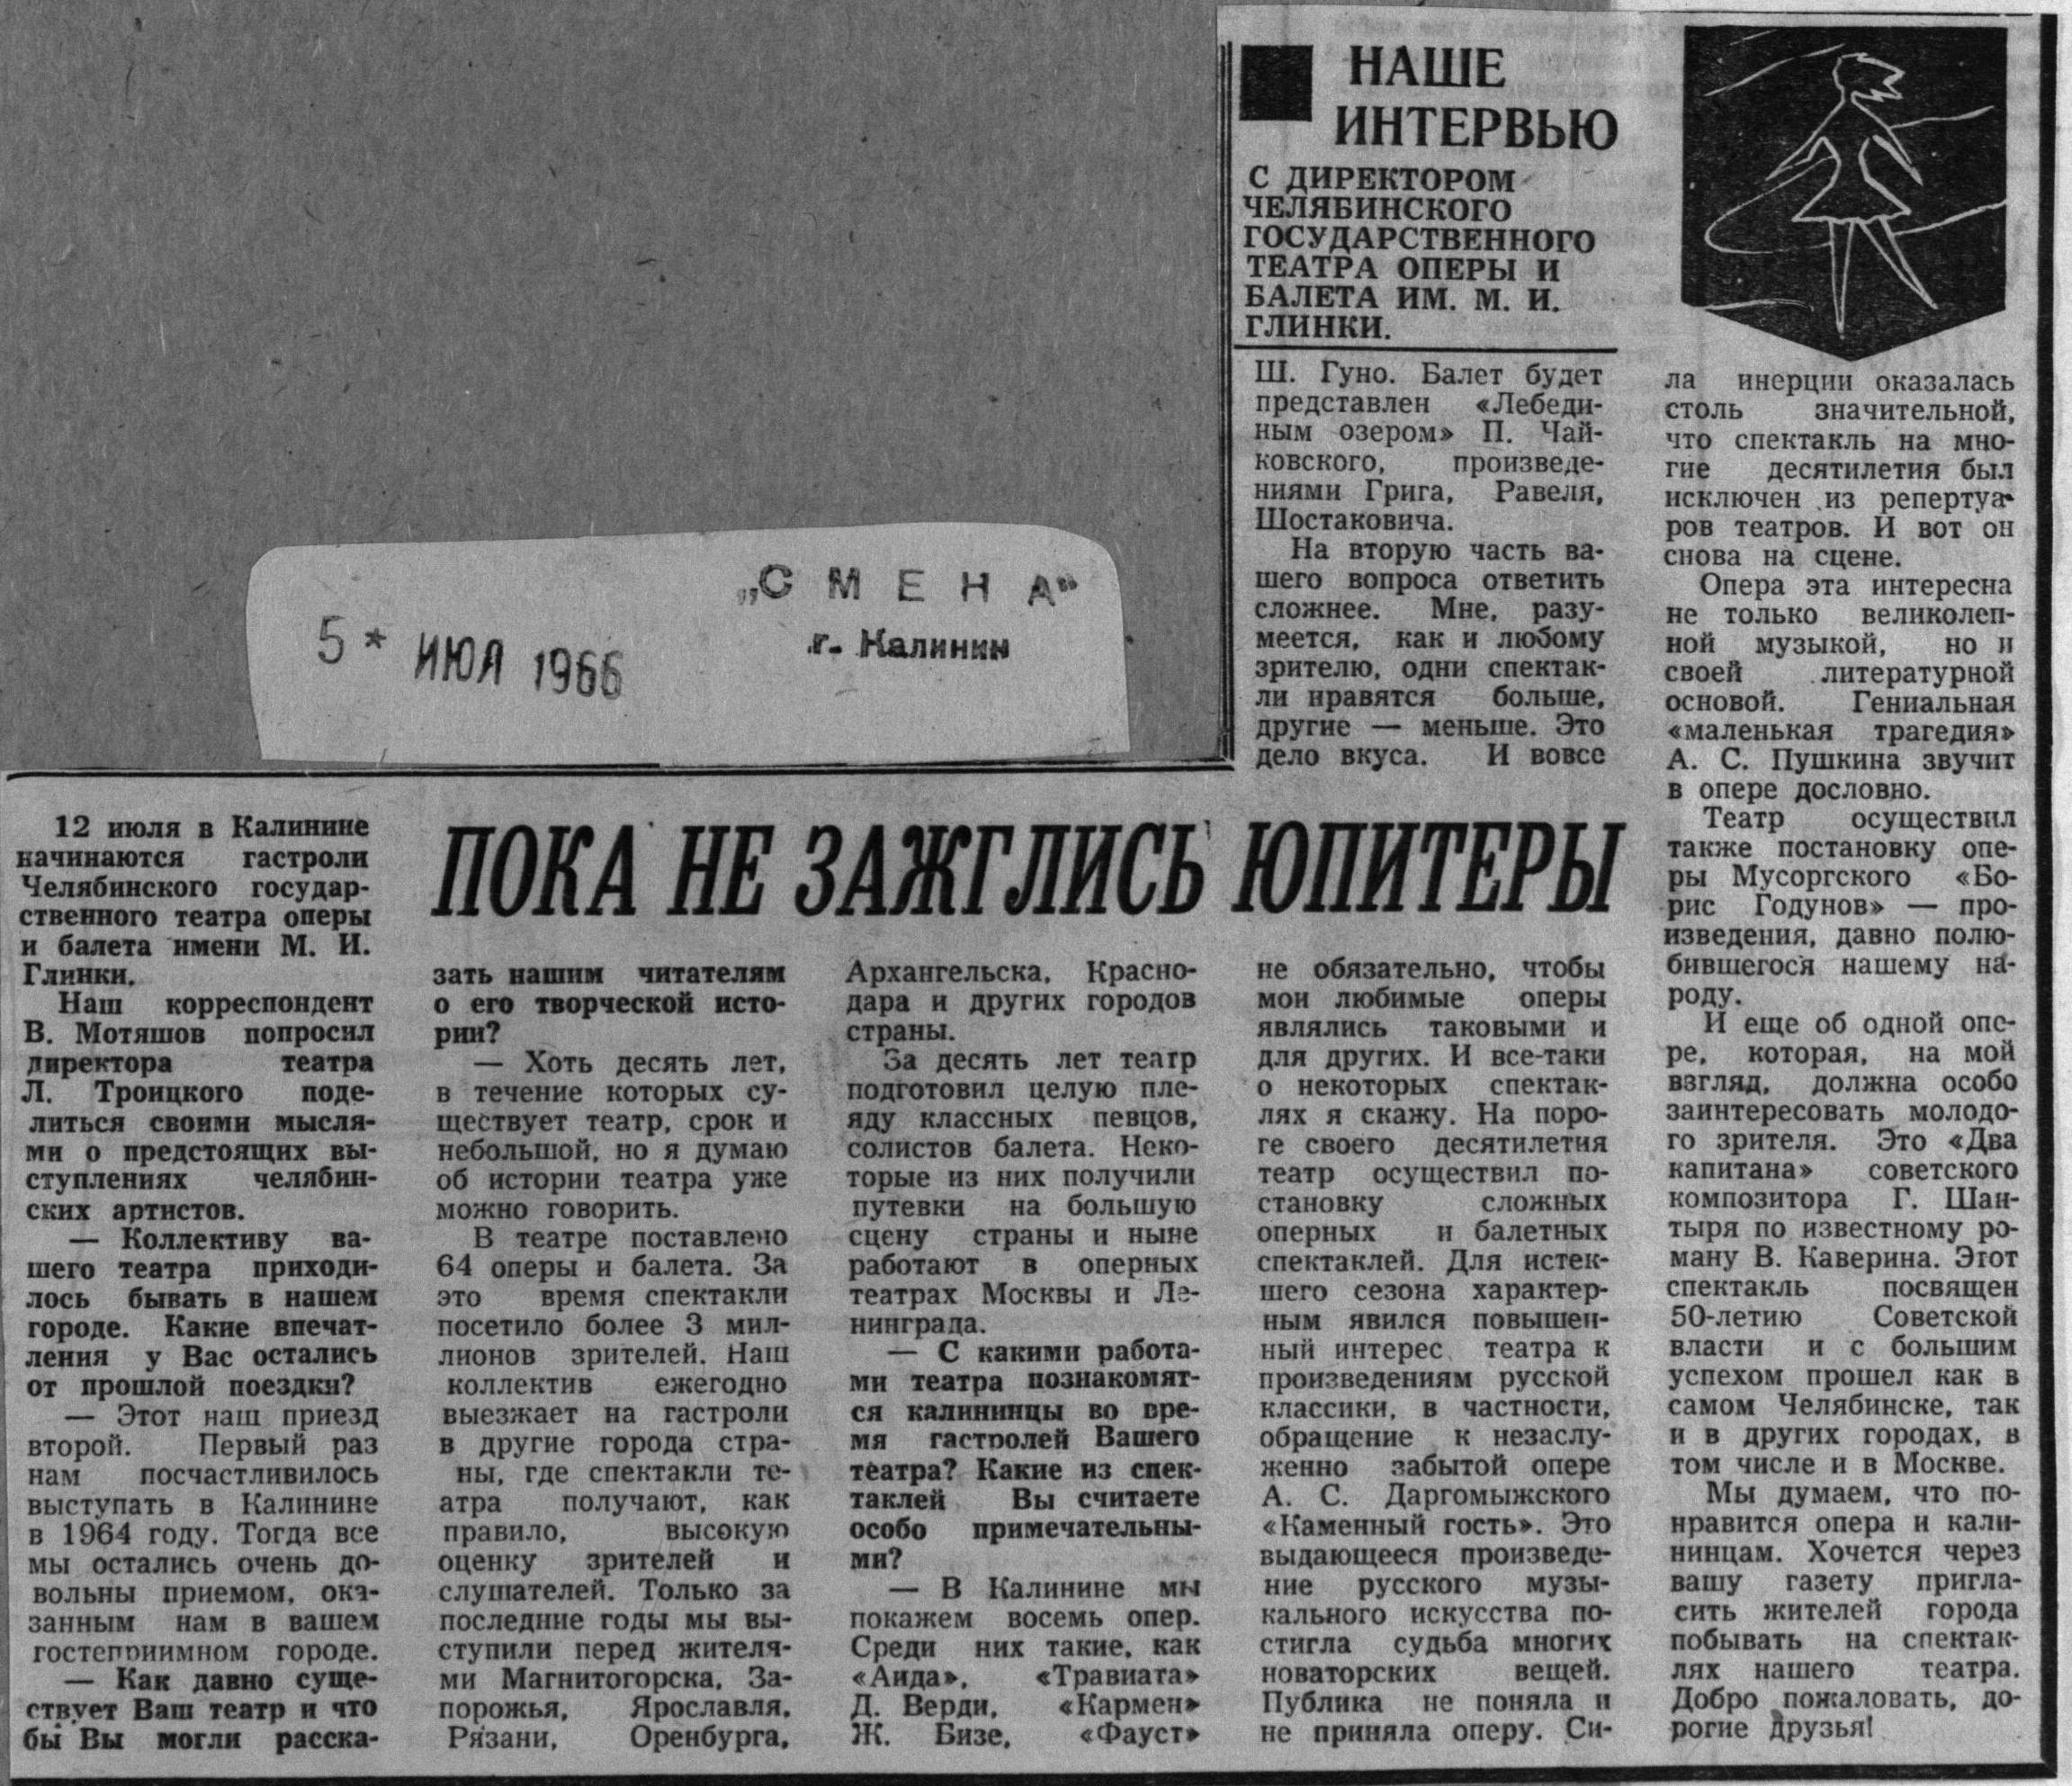 НАШЕ
ИНТЕРВЬЮ
С ДИРЕКТОРОМ
ЧЕЛЯБИНСКОГО
ГОСУДАРСТВЕННОГО
ТЕАТРА ОПЕРЫ И
БАЛЕТА ИМ. М. И.
ГЛИНКИ.
„СМЕНА"
г. Калинин
5 * ИЮЛ 1966
ПОКА НЕ ЗАЖГЛИСЬ ЮПИТЕРЫ
12 июля в Калинине
начинаются гастроли
Челябинского государ-
ственного театра оперы
и балета имени М. И.
Глинки.
Наш корреспондент
В. Мотяшов попросил
директора театра
Л. Троицкого поде-
литься своими мысля-
ми о предстоящих вы-
ступлениях челябин-
ских артистов.
— Коллективу ва-
шего театра приходи-
лось бывать в нашем
городе. Какие впечат-
ления у Вас остались
от прошлой поездки?
— Этот наш приезд
второй. Первый раз
нам посчастливилось
выступать в Калинине
в 1964 году. Тогда все
мы остались очень до-
вольны приемом, ока-
занным нам в вашем
гостеприимном городе.
— Как давно суще-
ствует Ваш театр и что
бы Вы могли расска-
зать нашим читателям
о его творческой исто-
рии?
— Хоть десять лет,
в течение которых су-
ществует театр, срок и
небольшой, но я думаю
об истории театра уже
можно говорить.
В театре поставлено
64 оперы и балета. За
это время спектакли
посетило более 3 мил-
лионов зрителей. Наш
коллектив ежегодно
выезжает на гастроли
в другие города стра-
ны, где спектакли те-
атра получают, как
правило, высокую
оценку зрителей и
слушателей. Только за
последние годы мы вы-
ступили перед жителя-
ми Магнитогорска, За-
порожья, Ярославля,
Рязани, Оренбурга,
Архангельска, Красно-
дара и других городов
страны.
За десять лет театр
подготовил целую пле-
яду классных певцов,
солистов балета. Неко-
торые из них получили
путевки на большую
сцену страны и ныне
работают в оперных
театрах Москвы и Ле-
нинграда.
— С какими работа-
ми театра познакомят-
ся калининцы во вре-
мя гастролей Вашего
театра? Какие из спек-
таклей Вы считаете
особо примечательны-
ми?
— В Калинине мы
покажем восемь опер.
Среди них такие, как
«Аида», «Травиата»
Д. Верди, «Кармен»
Ж. Бизе, «Фауст»
Ш. Гуно. Балет будет
представлен «Лебеди-
ным озером» П. Чай-
ковского, произведе-
ниями Грига, Равеля,
Шостаковича.
На вторую часть ва-
шего вопроса ответить
сложнее. Мне, разу-
меется, как и любому
зрителю, одни спектак-
ли нравятся больше,
другие — меньше. Это
дело вкуса. И вовсе
не обязательно, чтобы
мои любимые оперы
являлись таковыми и
для других. И все-таки
о некоторых спектак-
лях я скажу. На поро-
ге своего десятилетия
театр осуществил по-
становку сложных
оперных и балетных
спектаклей. Для истек-
шего сезона характер-
ным явился повышен-
ный интерес театра к
произведениям русской
классики, в частности,
обращение к незаслу-
женно забытой опере
А. С. Даргомыжского
«Каменный гость». Это
выдающееся произведе-
ние русского музы-
кального искусства по-
стигла судьба многих
новаторских вещей.
Публика не поняла и
не приняла оперу. Си-
ла инерции оказалась
столь значительной,
что спектакль на мно-
гие десятилетия был
исключен из репертуа-
ров театров. И вот он
снова на сцене.
Опера эта интересна
не только великолеп-
ной музыкой, но и
своей литературной
основой. Гениальная
«маленькая трагедия»
А. С. Пушкина звучит
в опере дословно.
Театр осуществил
также постановку опе-
ры Мусоргского «Бо-
рис Годунов» — про-
изведения, давно полю-
бившегося нашему на-
роду.
И еще об одной опе-
ре, которая, на мой
взгляд, должна особо
заинтересовать молодо-
го зрителя. Это «Два
капитана» советского
композитора Г. Шан-
тыря по известному ро-
ману В. Каверина. Этот
спектакль посвящен
50-летию Советской
власти и с большим
успехом прошел как в
самом Челябинске, так
и в других городах, в
том числе и в Москве.
Мы думаем, что по-
нравится опера и кали-
нинцам. Хочется через
вашу газету пригла-
сить жителей города
побывать на спектак-
лях нашего театра.
Добро пожаловать, до-
рогие друзья!